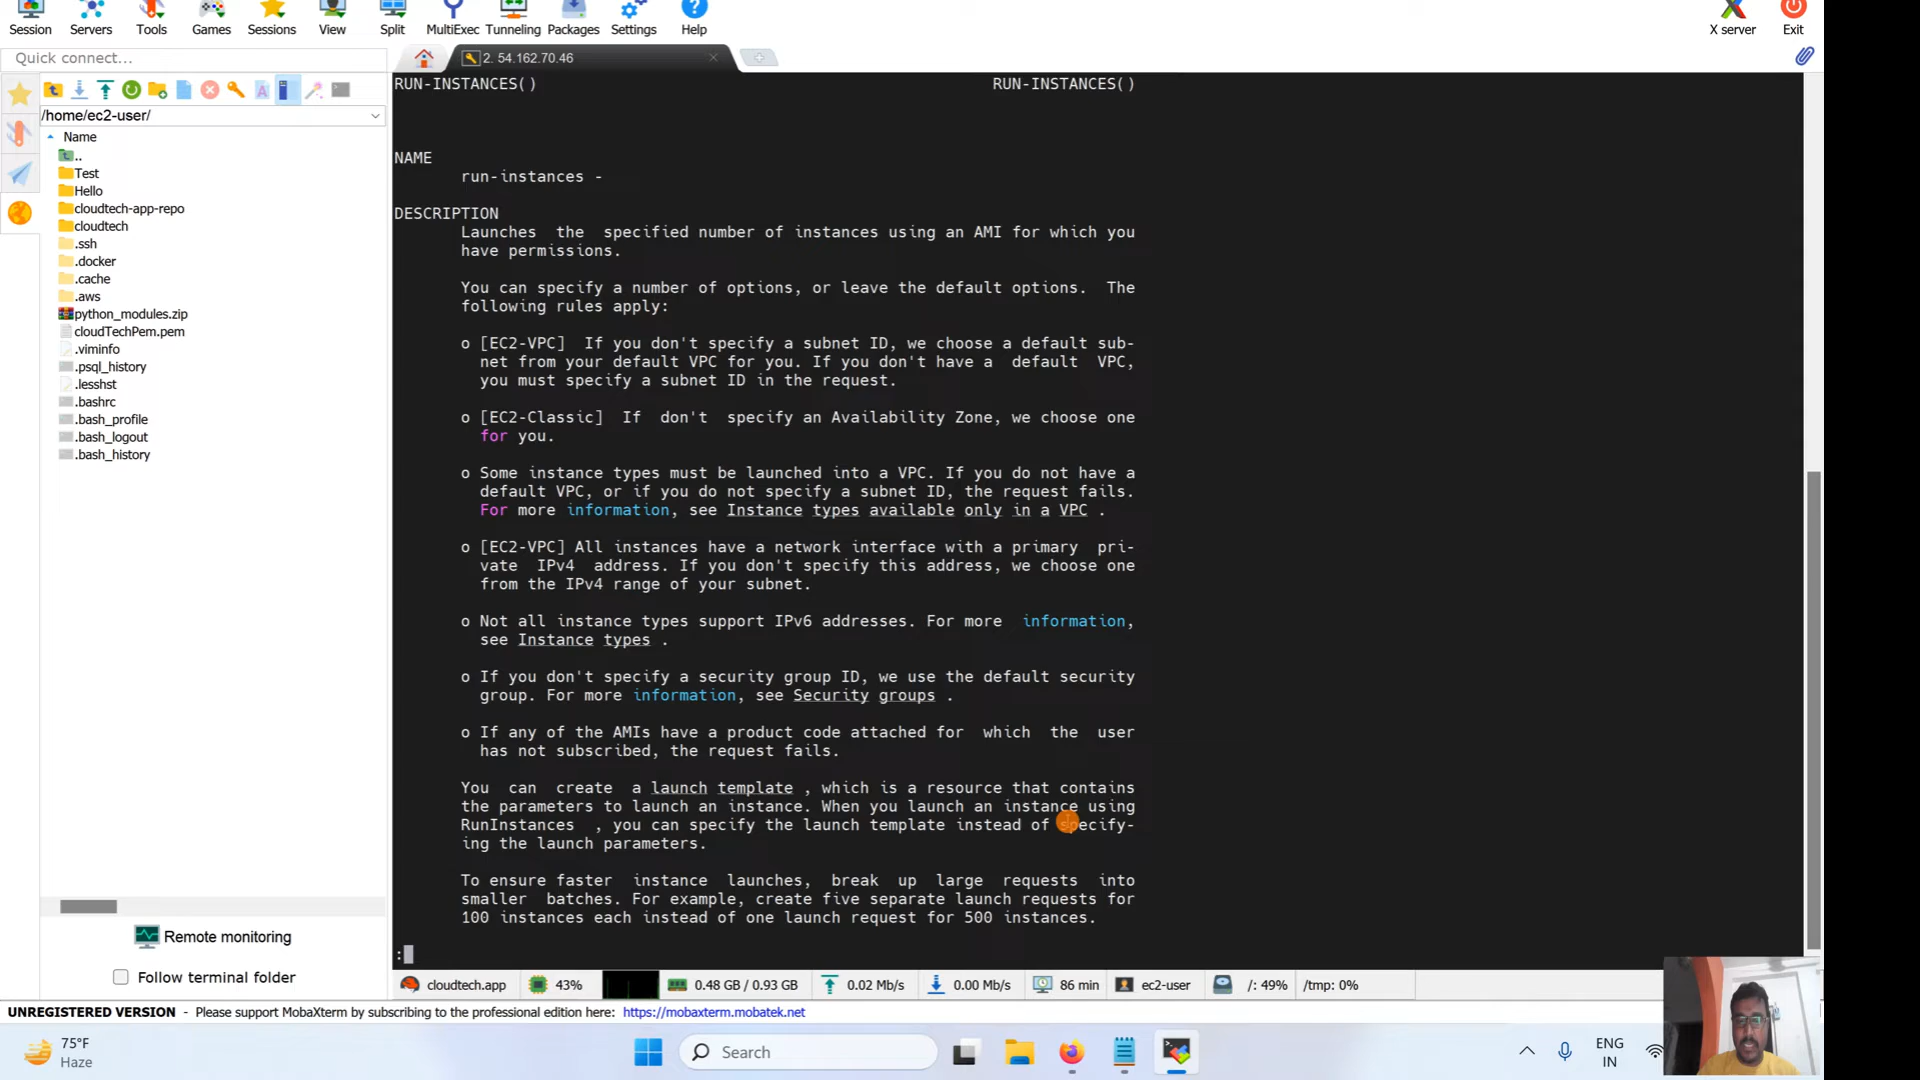 Session Servers Tools Games Sessions View Split MultiExec Tunneling Packages Settings Help X server Exit
Quick connect...
2. 54.162.70.46
/home/ec2-user/
Name
..
Test
Hello
cloudtech-app-repo
cloudtech
.ssh
.docker
.cache
.aws
python_modules.zip
cloudTechPem.pem
.viminfo
.psql_history
.lesshst
.bashrc
.bash_profile
.bash_logout
.bash_history
Remote monitoring
Follow terminal folder
RUN-INSTANCES() RUN-INSTANCES()
NAME
run-instances -
DESCRIPTION
Launches the specified number of instances using an AMI for which you
have permissions.
You can specify a number of options, or leave the default options. The
following rules apply:
o [EC2-VPC] If you don't specify a subnet ID, we choose a default sub-
net from your default VPC for you. If you don't have a default VPC,
you must specify a subnet ID in the request.
o [EC2-Classic] If don't specify an Availability Zone, we choose one
for you.
o Some instance types must be launched into a VPC. If you do not have a
default VPC, or if you do not specify a subnet ID, the request fails.
For more information, see Instance types available only in a VPC .
o [EC2-VPC] All instances have a network interface with a primary pri-
vate IPv4 address. If you don't specify this address, we choose one
from the IPv4 range of your subnet.
o Not all instance types support IPv6 addresses. For more information,
see Instance types .
o If you don't specify a security group ID, we use the default security
group. For more information, see Security groups .
o If any of the AMIs have a product code attached for which the user
has not subscribed, the request fails.
You can create a launch template , which is a resource that contains
the parameters to launch an instance. When you launch an instance using
RunInstances , you can specify the launch template instead of specify-
ing the launch parameters.
To ensure faster instance launches, break up large requests into
smaller batches. For example, create five separate launch requests for
100 instances each instead of one launch request for 500 instances.
:
cloudtech.app 43% 0.48 GB / 0.93 GB 0.02 Mb/s 0.00 Mb/s 86 min ec2-user /: 49% /tmp: 0%
UNREGISTERED VERSION - Please support MobaXterm by subscribing to the professional edition here: https://mobaxterm.mobatek.net
75°F
Haze
Search
ENG
IN